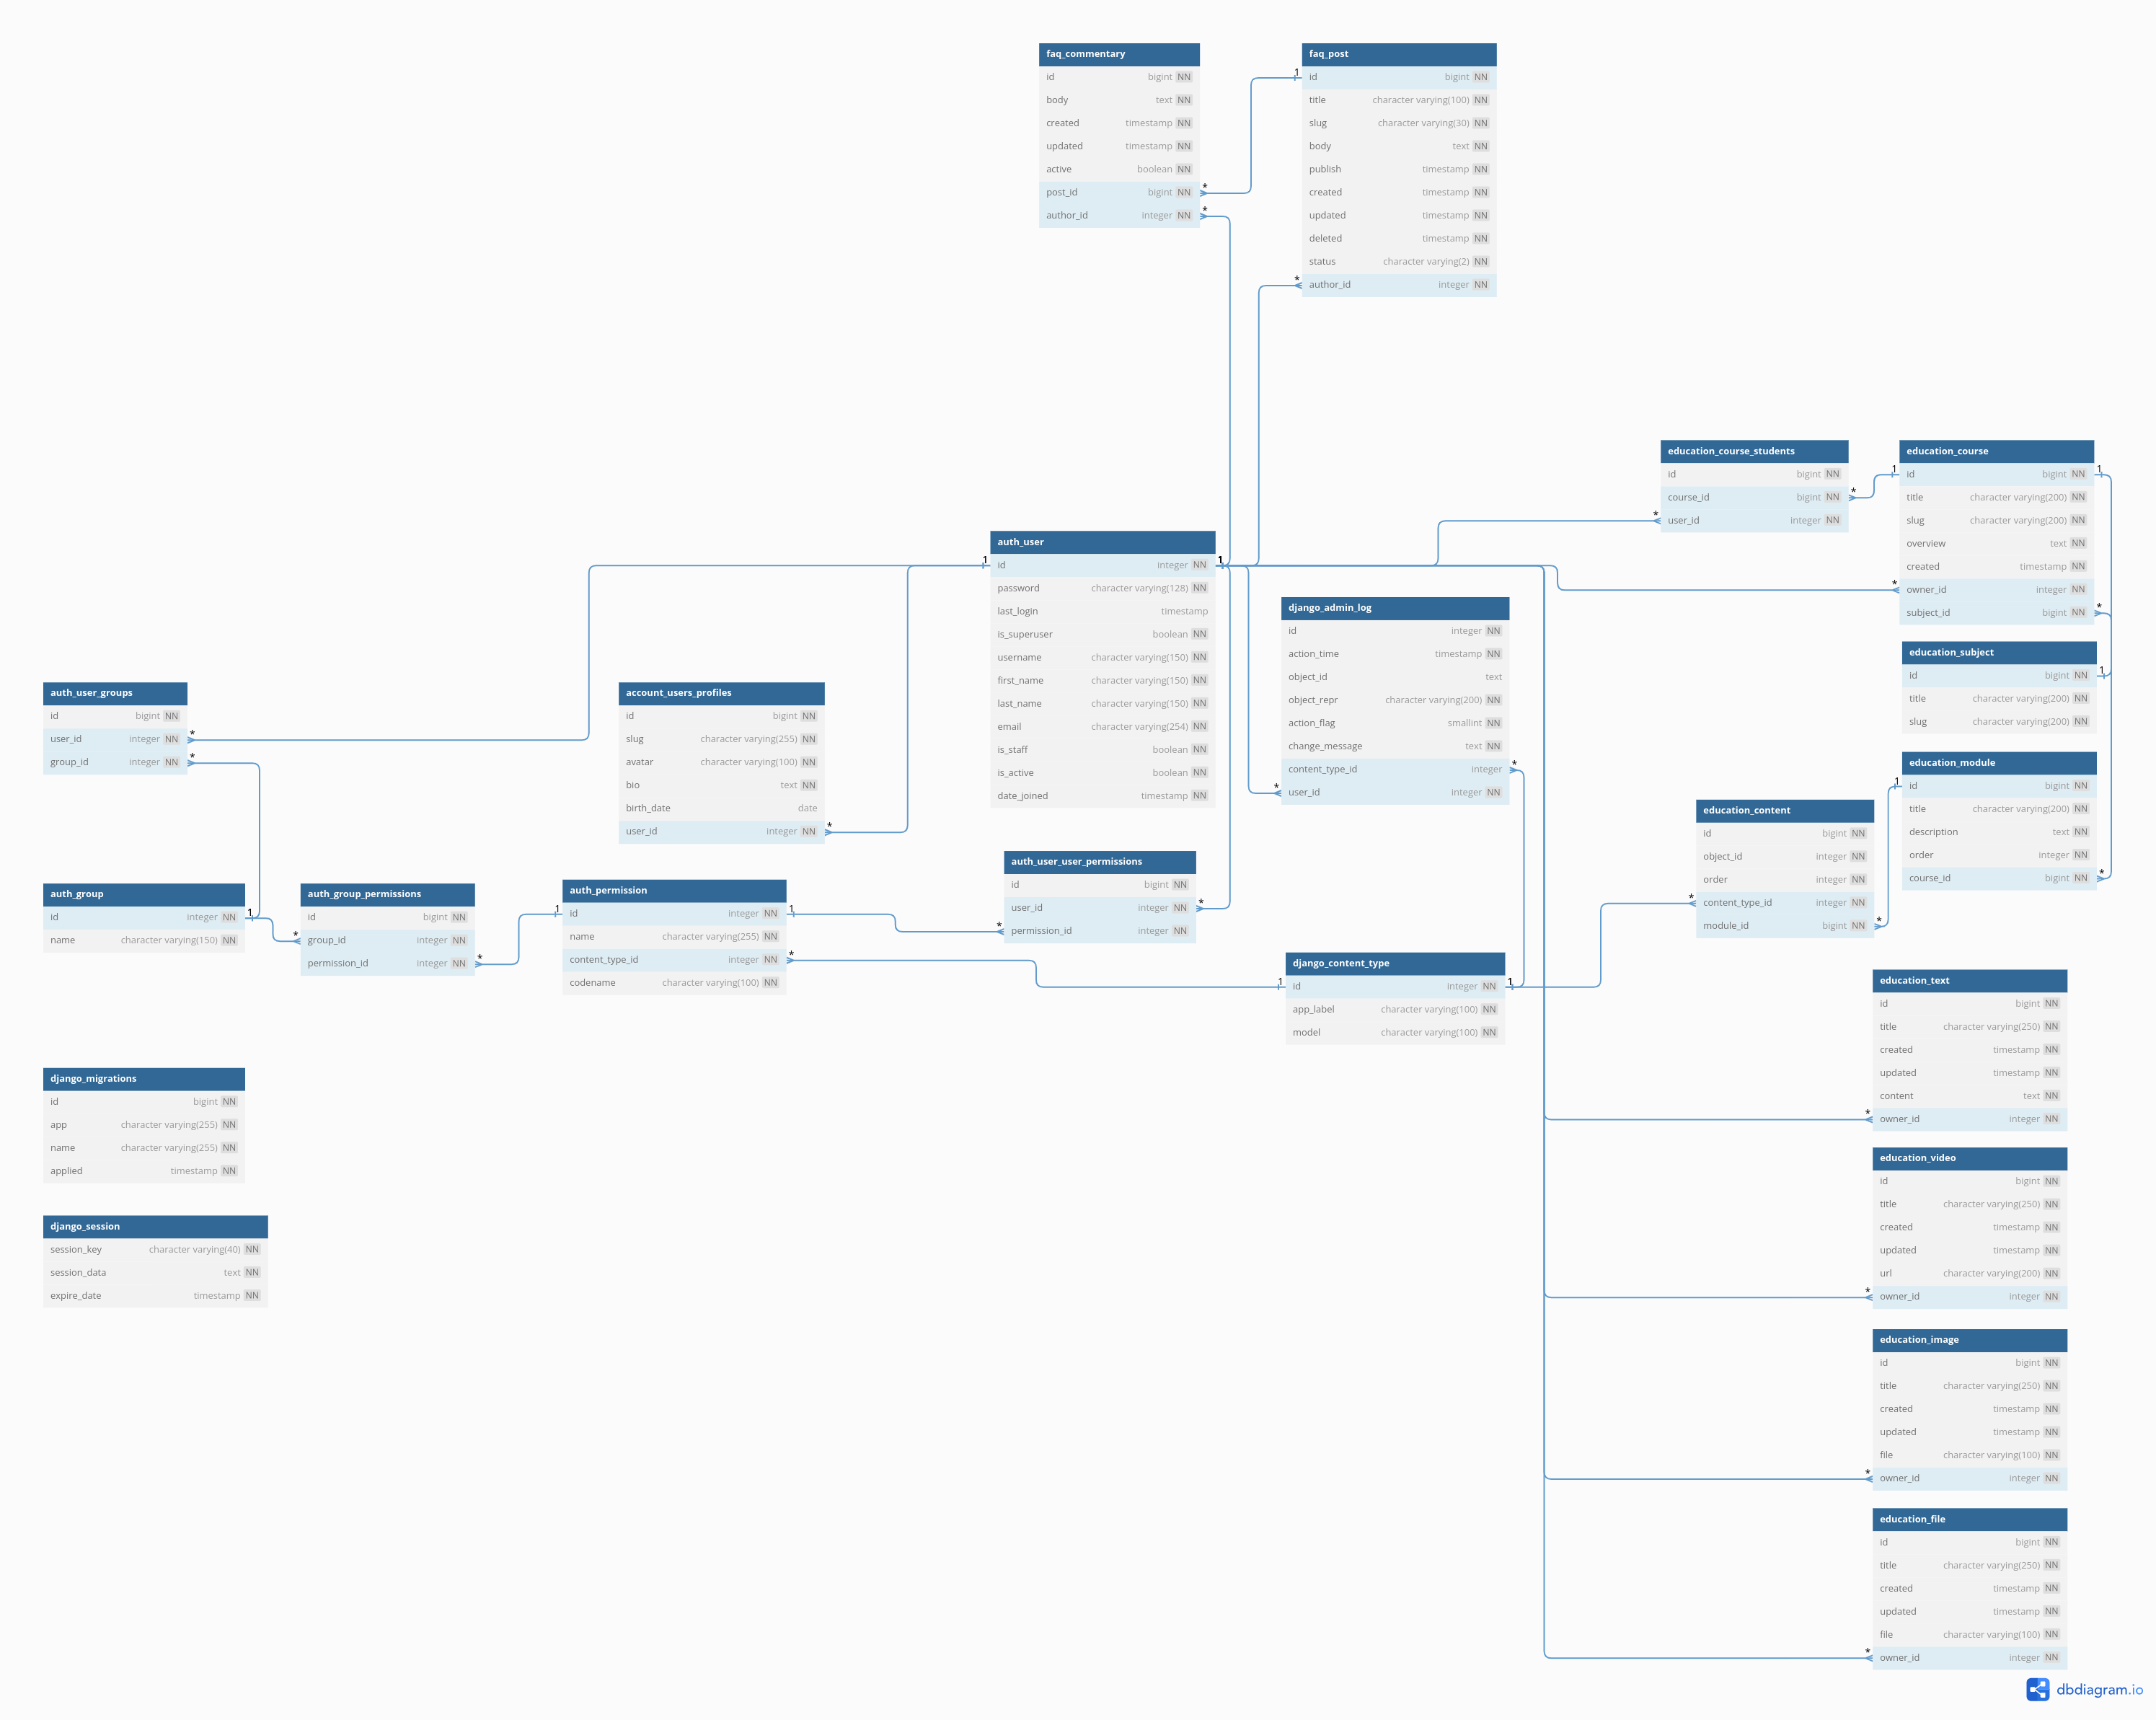 faq_commentary
id bigint NN
body text NN
created timestamp NN
updated timestamp NN
active boolean NN
post_id bigint NN
author_id integer NN
* *
faq_post
1
id bigint NN
title character varying(100) NN
slug character varying(30) NN
body text NN
publish timestamp NN
created timestamp NN
updated timestamp NN
deleted timestamp NN
status character varying(2) NN
* author_id integer NN
education_course_students
id bigint NN
course_id bigint NN *
* user_id integer NN
education_course
1 id bigint NN 1
title character varying(200) NN
slug character varying(200) NN
overview text NN
created timestamp NN
* owner_id integer NN
subject_id bigint NN *
auth_user
1 id integer NN 1
password character varying(128) NN
last_login timestamp
is_superuser boolean NN
username character varying(150) NN
first_name character varying(150) NN
last_name character varying(150) NN
email character varying(254) NN
is_staff boolean NN
is_active boolean NN
date_joined timestamp NN
django_admin_log
id integer NN
action_time timestamp NN
object_id text
object_repr character varying(200) NN
action_flag smallint NN
change_message text NN
content_type_id integer *
* user_id integer NN
education_subject
id bigint NN 1
title character varying(200) NN
slug character varying(200) NN
auth_user_groups
id bigint NN
user_id integer NN *
group_id integer NN *
account_users_profiles
id bigint NN
slug character varying(255) NN
avatar character varying(100) NN
bio text NN
birth_date date
user_id integer NN *
education_module
1 id bigint NN
title character varying(200) NN
description text NN
order integer NN
course_id bigint NN *
education_content
id bigint NN
object_id integer NN
order integer NN
* content_type_id integer NN
module_id bigint NN *
auth_user_user_permissions
id bigint NN
user_id integer NN *
* permission_id integer NN
auth_group
id integer NN 1
name character varying(150) NN
auth_group_permissions
id bigint NN
* group_id integer NN
permission_id integer NN *
auth_permission
1 id integer NN 1
name character varying(255) NN
content_type_id integer NN *
codename character varying(100) NN
django_content_type
1 id integer NN 1
app_label character varying(100) NN
model character varying(100) NN
education_text
id bigint NN
title character varying(250) NN
created timestamp NN
updated timestamp NN
content text NN
* owner_id integer NN
django_migrations
id bigint NN
app character varying(255) NN
name character varying(255) NN
applied timestamp NN
education_video
id bigint NN
title character varying(250) NN
created timestamp NN
updated timestamp NN
url character varying(200) NN
* owner_id integer NN
django_session
session_key character varying(40) NN
session_data text NN
expire_date timestamp NN
education_image
id bigint NN
title character varying(250) NN
created timestamp NN
updated timestamp NN
file character varying(100) NN
* owner_id integer NN
education_file
id bigint NN
title character varying(250) NN
created timestamp NN
updated timestamp NN
file character varying(100) NN
* owner_id integer NN
dbdiagram.io